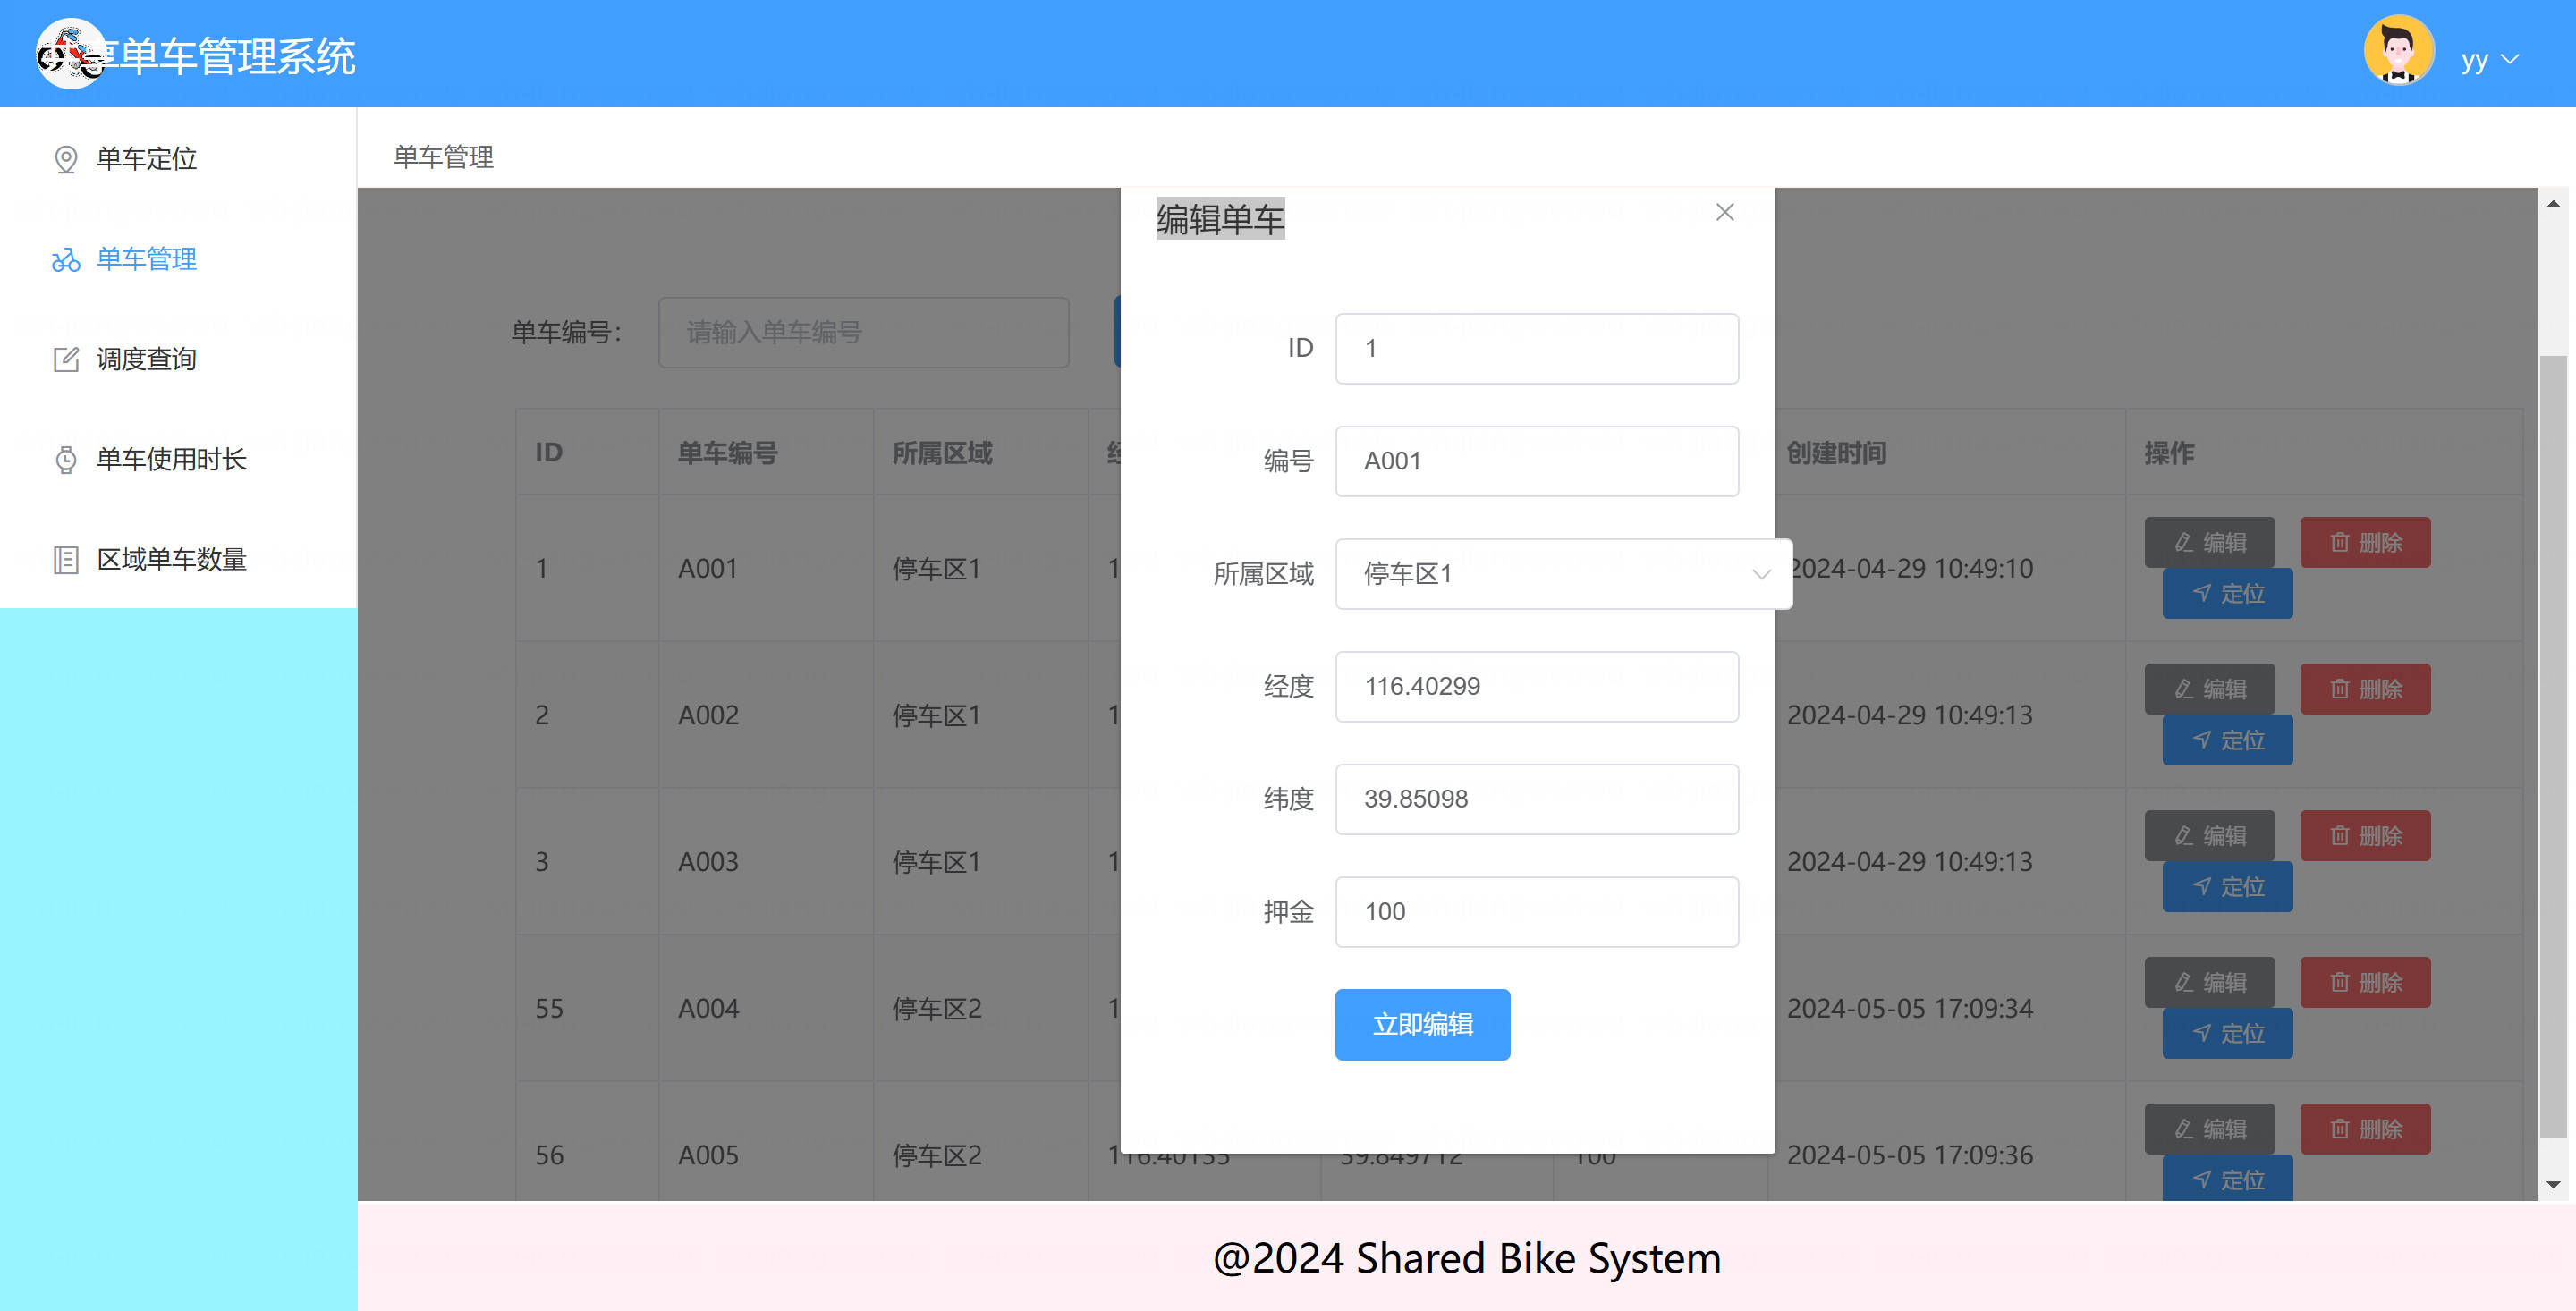 享单车管理系统
yy
单车定位
单车管理
调度查询
单车使用时长
区域单车数量
单车管理
编辑单车
单车编号：
请输入单车编号
ID 1
编号 A001
所属区域 停车区1
经度 116.40299
纬度 39.85098
押金 100
立即编辑
ID 单车编号 所属区域 创建时间 操作
1 A001 停车区1 1 2024-04-29 10:49:10 编辑 删除
定位
2 A002 停车区1 1 2024-04-29 10:49:13 编辑 删除
定位
3 A003 停车区1 1 2024-04-29 10:49:13 编辑 删除
定位
55 A004 停车区2 1 2024-05-05 17:09:34 编辑 删除
定位
56 A005 停车区2 116.40135 39.849712 100 2024-05-05 17:09:36 编辑 删除
定位
@2024 Shared Bike System